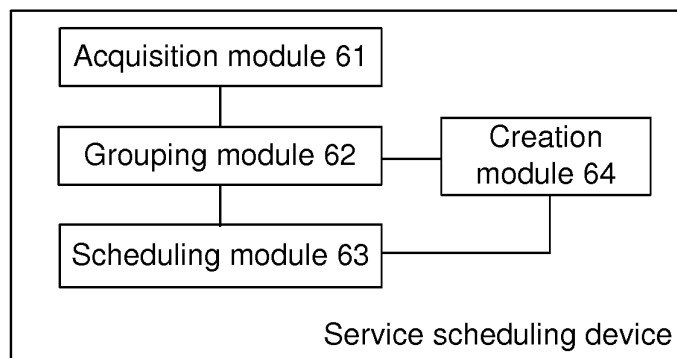 Acquisition module 61
Grouping module 62
Creation
module 64
Scheduling module 63
Service scheduling device